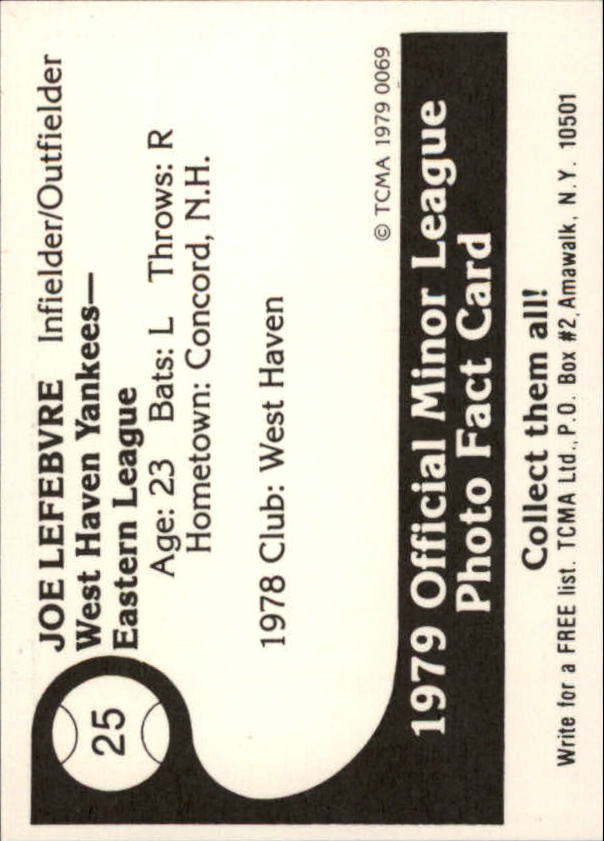 25
JOE LEFEBVRE Infielder/Outfielder
West Haven Yankees—
Eastern League
Age: 23 Bats: L Throws: R
Hometown: Concord, N.H.
1978 Club: West Haven
© TCMA 1979 0069
1979 Official Minor League
Photo Fact Card
Collect them all!
Write for a FREE list. TCMA Ltd., P.O. Box #2, Amawalk, N.Y. 10501